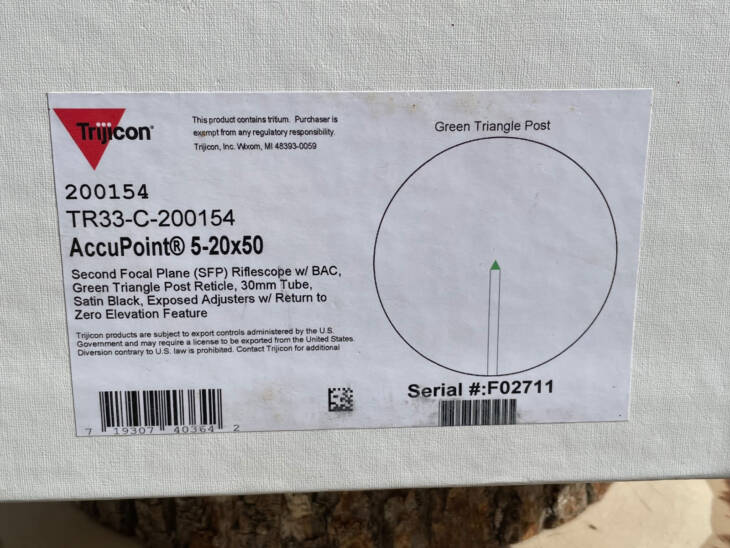 Trijicon®
This product contains tritium. Purchaser is
exempt from any regulatory responsibility.
Trijicon, Inc. Wixom, MI 48393-0059
Green Triangle Post
200154
TR33-C-200154
AccuPoint® 5-20x50
Second Focal Plane (SFP) Riflescope w/ BAC,
Green Triangle Post Reticle, 30mm Tube,
Satin Black, Exposed Adjusters w/ Return to
Zero Elevation Feature
Trijicon products are subject to export controls administered by the U.S.
Government and may require a license to be exported from the United States.
Diversion contrary to U.S. law is prohibited. Contact Trijicon for additional
Serial #:F02711
7 19307 40364 2